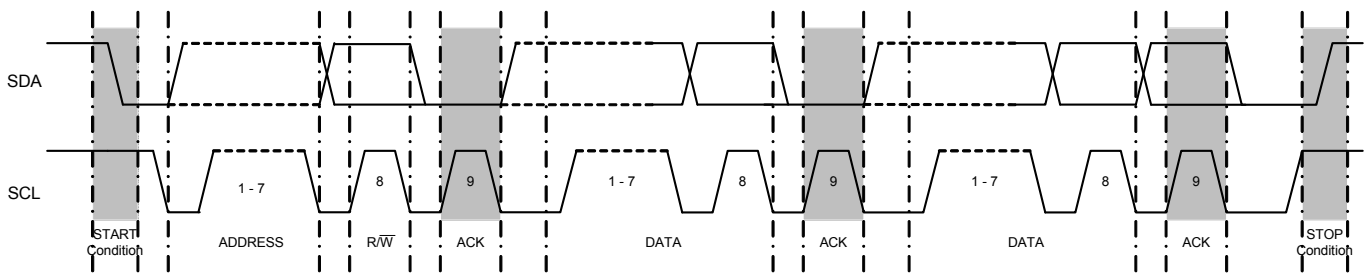 SDA
SCL
1 - 7
8
9
1 - 7
8
9
1 - 7
8
9
START
Condition
ADDRESS
R/W̅
ACK
DATA
ACK
DATA
ACK
STOP
Condition